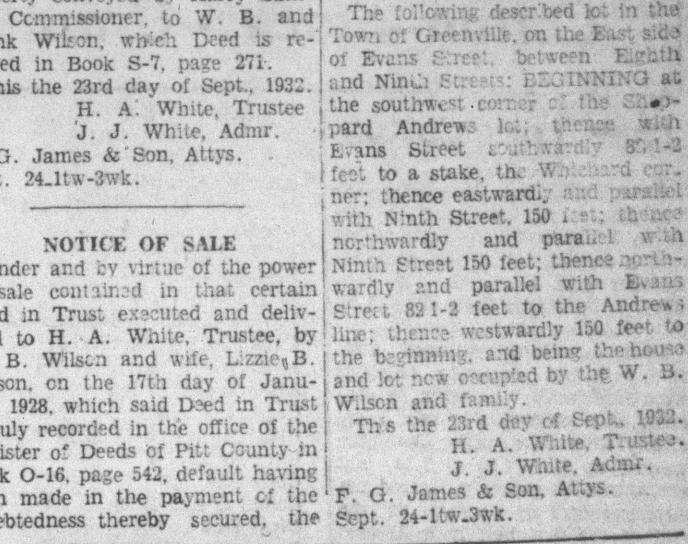 Commissioner, to W. B. and
nk Wilson, which Deed is re-
ed in Book S-7, page 271.
his the 23rd day of Sept., 1932.
H. A. White, Trustee
J. J. White, Admr.
G. James & Son, Attys.
. 24-1tw-3wk.
NOTICE OF SALE
nder and by virtue of the power
sale contained in that certain
d in Trust executed and deliv-
d to H. A. White, Trustee, by
B. Wilson and wife, Lizzie B.
son, on the 17th day of Janu-
1928, which said Deed in Trust
uly recorded in the office of the
ister of Deeds of Pitt County in
k O-16, page 542, default having
n made in the payment of the
ebtedness thereby secured, the
The following described lot in the
Town of Greenville, on the East side
of Evans Street, between Eighth
and Ninth Streets: BEGINNING at
the southwest corner of the Shep-
pard Andrews lot; thence with
Evans Street southwardly 82 1-2
feet to a stake, the Whichard cor-
ner; thence eastwardly and parallel
with Ninth Street, 150 feet; thence
northwardly and parallel with
Ninth Street 150 feet; thence north-
wardly and parallel with Evans
Street 82 1-2 feet to the Andrews
line; thence westwardly 150 feet to
the beginning, and being the house
and lot now occupied by the W. B.
Wilson and family.
This the 23rd day of Sept., 1932.
H. A. White, Trustee.
J. J. White, Admr.
F. G. James & Son, Attys.
Sept. 24-1tw-3wk.